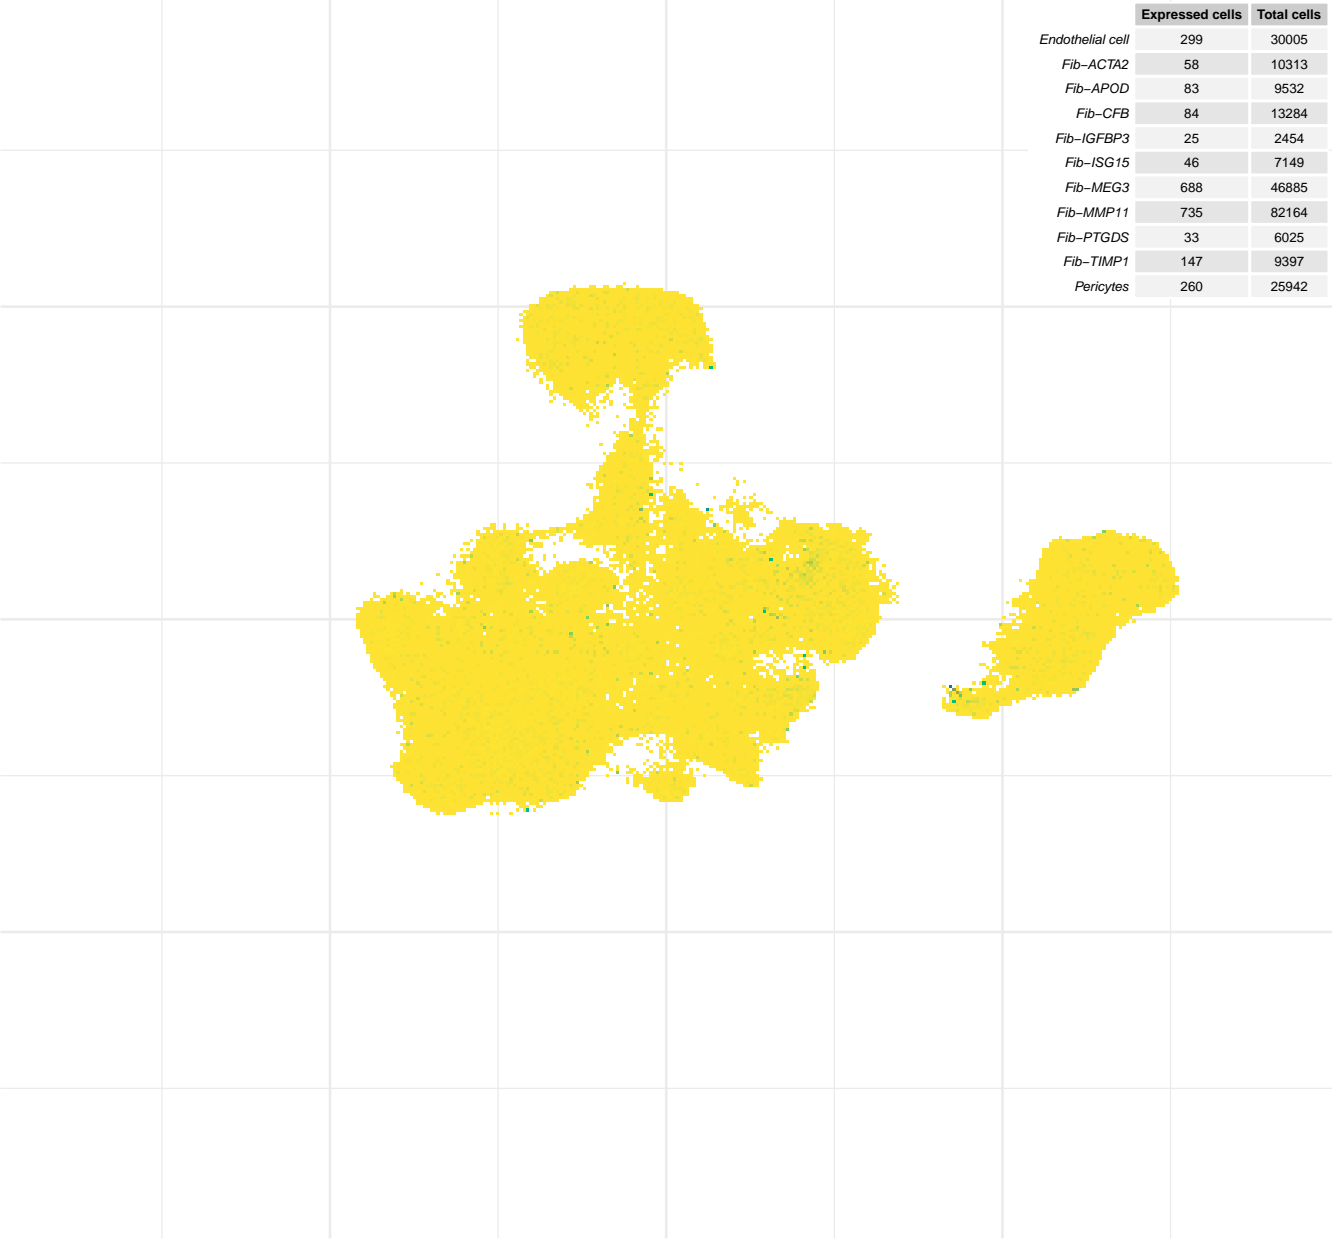 Expressed cells Total cells
Endothelial cell 299 30005
Fib−ACTA2 58 10313
Fib−APOD 83 9532
Fib−CFB 84 13284
Fib−IGFBP3 25 2454
Fib−ISG15 46 7149
Fib−MEG3 688 46885
Fib−MMP11 735 82164
Fib−PTGDS 33 6025
Fib−TIMP1 147 9397
Pericytes 260 25942